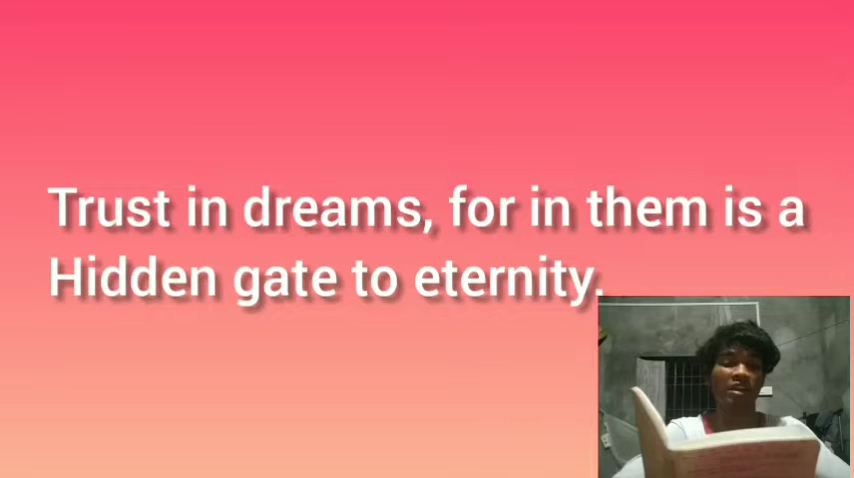 Trust in dreams, for in them is a
Hidden gate to eternity.